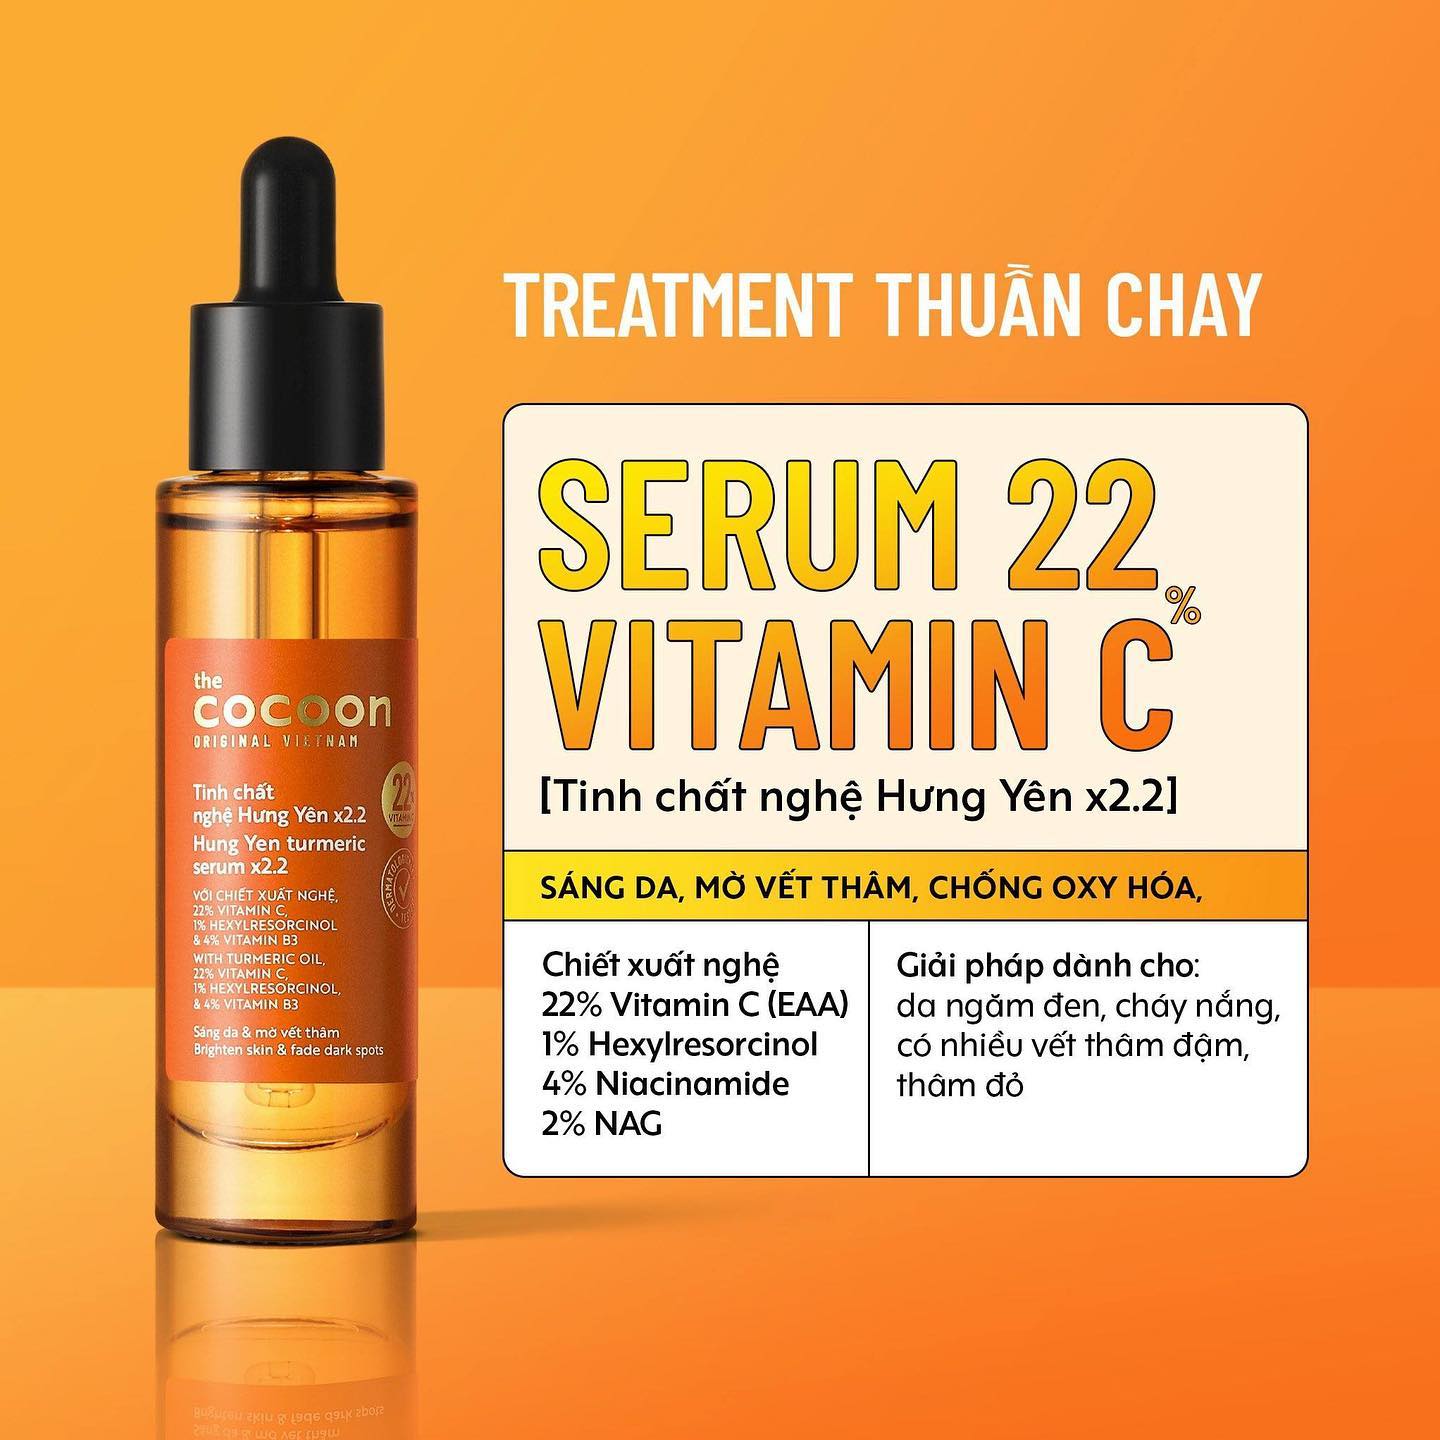 TREATMENT THUẦN CHAY
SERUM 22
%
VITAMIN C
[Tinh chất nghệ Hưng Yên x2.2]
SÁNG DA, MỜ VẾT THÂM, CHỐNG OXY HÓA,
Chiết xuất nghệ
22% Vitamin C (EAA)
1% Hexylresorcinol
4% Niacinamide
2% NAG
Giải pháp dành cho:
da ngăm đen, cháy nắng,
có nhiều vết thâm đậm,
thâm đỏ
the
cocoon
ORIGINAL VIETNAM
Tinh chất
nghệ Hưng Yên x2.2
Hung Yen turmeric
serum x2.2
22%
VITAMIN C
VỚI CHIẾT XUẤT NGHỆ,
22% VITAMIN C,
1% HEXYLRESORCINOL
& 4% VITAMIN B3
WITH TURMERIC OIL,
22% VITAMIN C,
1% HEXYLRESORCINOL,
& 4% VITAMIN B3
Sáng da & mờ vết thâm
Brighten skin & fade dark spots